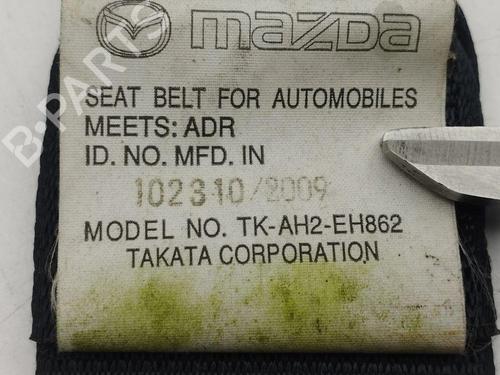 mazda
SEAT BELT FOR AUTOMOBILES
MEETS: ADR
ID. NO. MFD. IN
102310/2009
MODEL NO. TK-AH2-EH862
TAKATA CORPORATION
B-PARTS